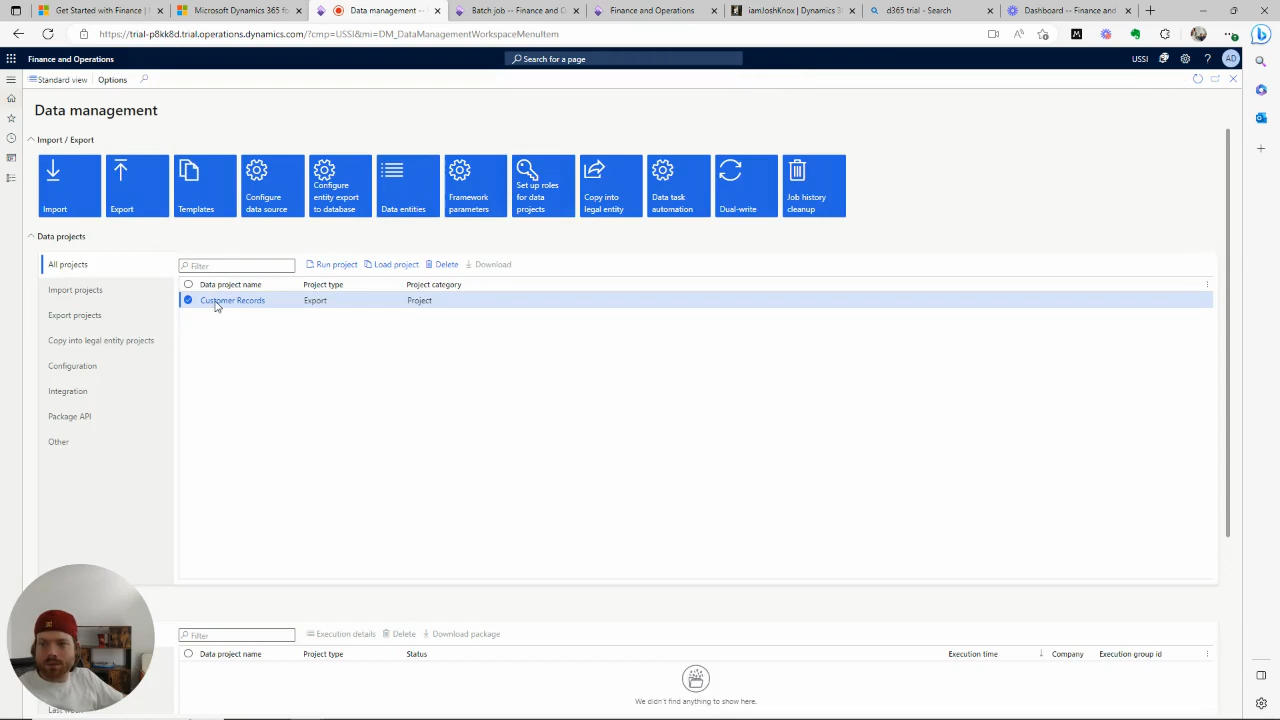 Get Started with Finance |
Microsoft Dynamics 365 for
Data management --
Batch job -- Finance and O
Finance and Operations
IamJoshKnox | Dynamics 3
d365 trial - Search
Dashboard -- Finance and
https://trial-p8kk8d.trial.operations.dynamics.com/?cmp=USSI&mi=DM_DataManagementWorkspaceMenuItem
Finance and Operations
Search for a page
USSI
AD
Standard view
Options
Data management
Import / Export
Import
Export
Templates
Configure
data source
Configure
entity export
to database
Data entities
Framework
parameters
Set up roles
for data
projects
Copy into
legal entity
Data task
automation
Dual-write
Job history
cleanup
Data projects
All projects
Import projects
Export projects
Copy into legal entity projects
Configuration
Integration
Package API
Other
Filter
Run project
Load project
Delete
Download
Data project name
Project type
Project category
Customer Records
Export
Project
Filter
Execution details
Delete
Download package
Data project name
Project type
Status
Execution time
Company
Execution group id
We didn't find anything to show here.